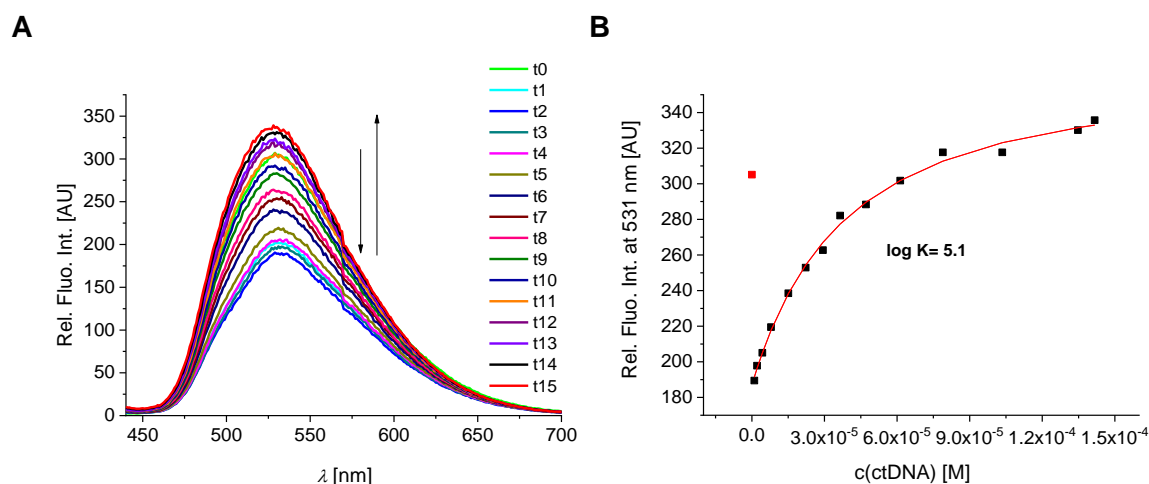 A
Rel. Fluo. Int. [AU]
350
300
250
200
150
100
50
0
450
500
550
600
650
700
λ [nm]
t0
t1
t2
t3
t4
t5
t6
t7
t8
t9
t10
t11
t12
t13
t14
t15
B
Rel. Fluo. Int. at 531 nm [AU]
340
320
300
280
260
240
220
200
180
log K= 5.1
0.0
3.0x10⁻⁵
6.0x10⁻⁵
9.0x10⁻⁵
1.2x10⁻⁴
1.5x10⁻⁴
c(ctDNA) [M]